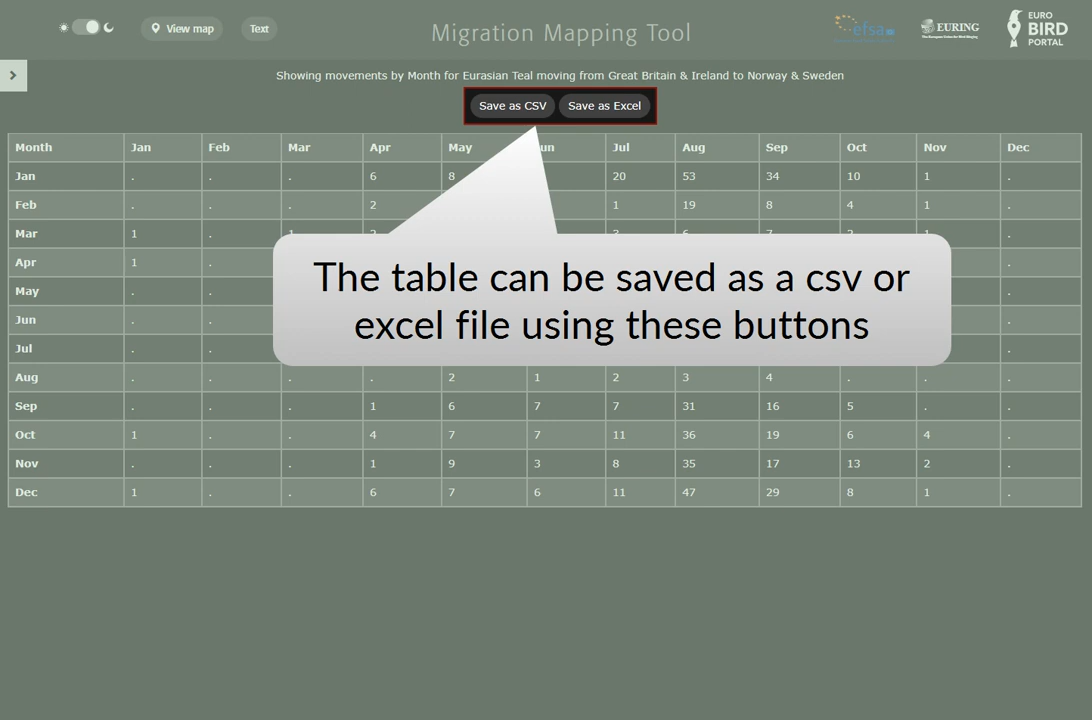 View map
Text
Migration Mapping Tool
efsa
EURING
EURO
BIRD
PORTAL
Showing movements by Month for Eurasian Teal moving from Great Britain & Ireland to Norway & Sweden
Save as CSV Save as Excel
Month Jan Feb Mar Apr May un Jul Aug Sep Oct Nov Dec
Jan . . . 6 8 20 53 34 10 1 .
Feb . . . 2 1 19 8 4 1 .
Mar 1 . .
Apr 1 . .
May . . .
Jun . . .
Jul . . .
The table can be saved as a csv or
excel file using these buttons
Aug . . . . 2 1 2 3 4 . . .
Sep . . . 1 6 7 7 31 16 5 . .
Oct 1 . . 4 7 7 11 36 19 6 4 .
Nov . . . 1 9 3 8 35 17 13 2 .
Dec 1 . . 6 7 6 11 47 29 8 1 .